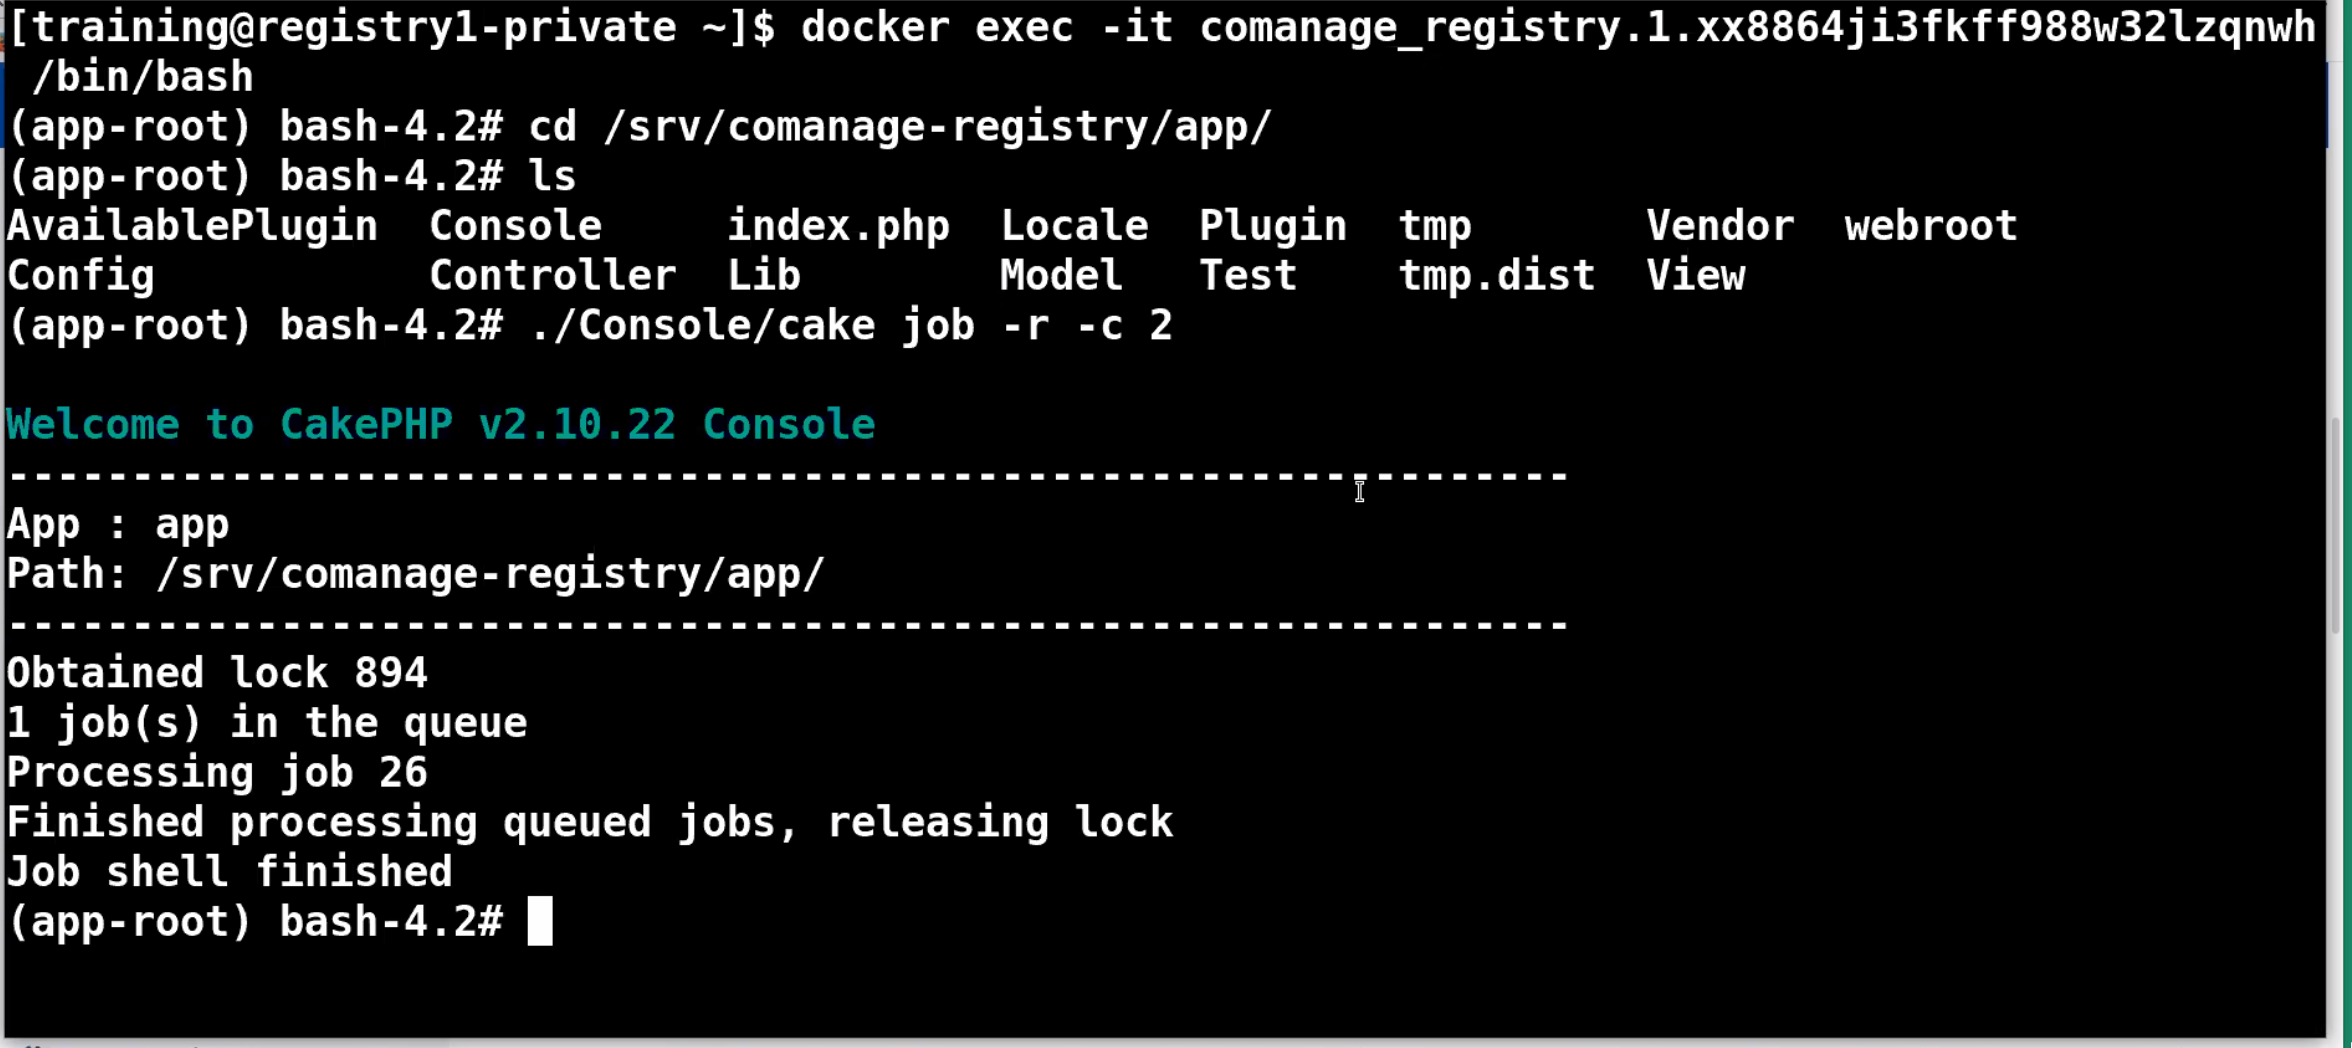 [training@registry1-private ~]$ docker exec -it comanage_registry.1.xx8864ji3fkff988w32lzqnwh
 /bin/bash
(app-root) bash-4.2# cd /srv/comanage-registry/app/
(app-root) bash-4.2# ls
AvailablePlugin  Console     index.php  Locale  Plugin  tmp       Vendor  webroot
Config           Controller  Lib        Model   Test    tmp.dist  View
(app-root) bash-4.2# ./Console/cake job -r -c 2

Welcome to CakePHP v2.10.22 Console
---------------------------------------------------------------
App : app
Path: /srv/comanage-registry/app/
---------------------------------------------------------------
Obtained lock 894
1 job(s) in the queue
Processing job 26
Finished processing queued jobs, releasing lock
Job shell finished
(app-root) bash-4.2#